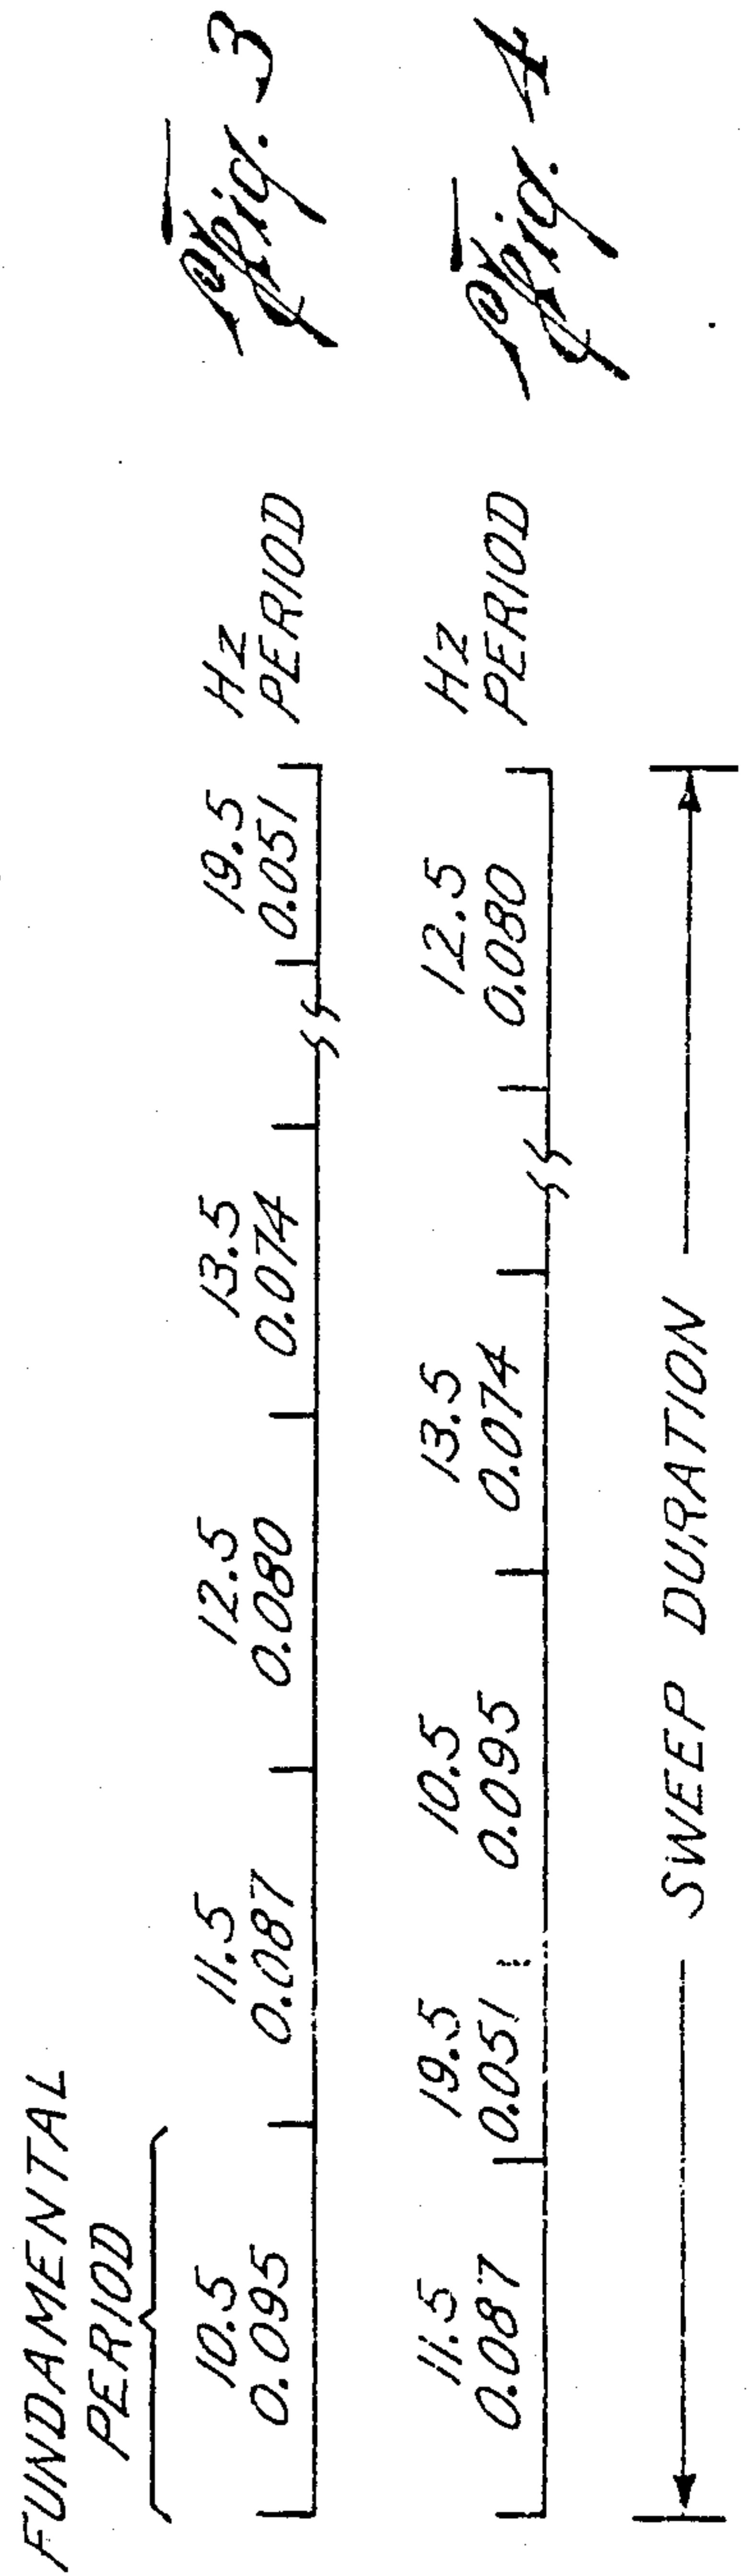 FUNDAMENTAL
PERIOD
10.5 11.5 12.5 13.5 19.5 Hz
0.095 0.087 0.080 0.074 0.051 PERIOD
Fig. 3
11.5 19.5 10.5 13.5 12.5 Hz
0.087 0.051 0.095 0.074 0.080 PERIOD
Fig. 4
SWEEP DURATION